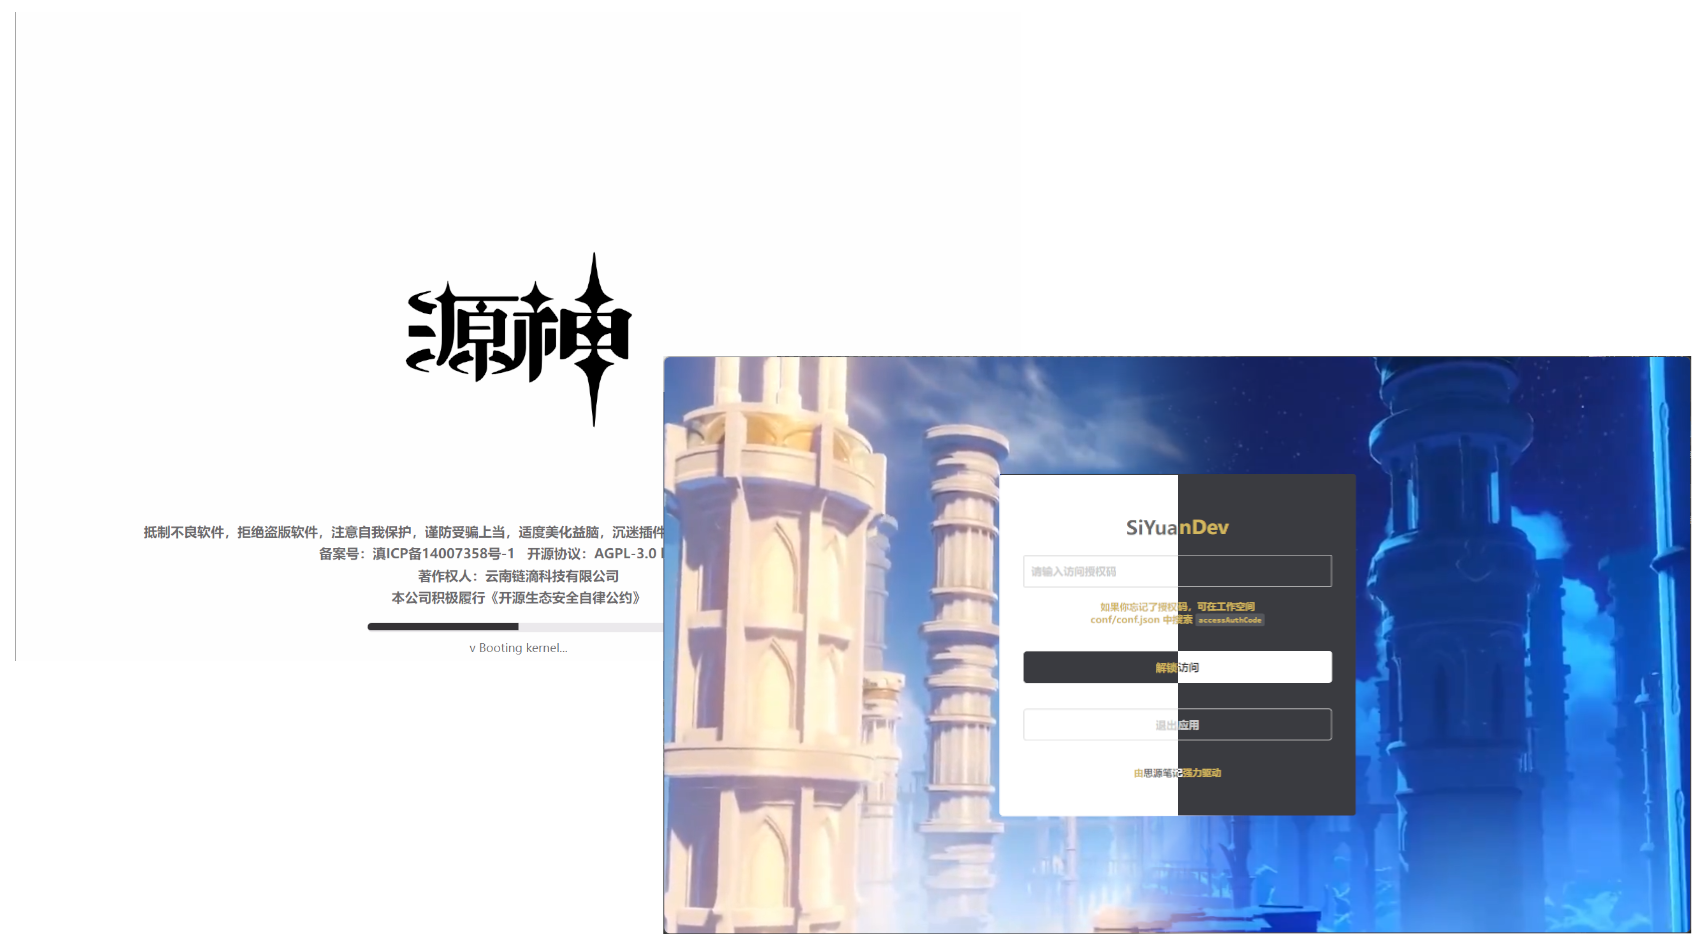 源神
抵制不良软件，拒绝盗版软件，注意自我保护，谨防受骗上当，适度美化益脑，沉迷插件
备案号：滇ICP备14007358号-1 开源协议：AGPL-3.0
著作权人：云南链滴科技有限公司
本公司积极履行《开源生态安全自律公约》
v Booting kernel...
SiYuanDev
请输入访问授权码
如果你忘记了授权码，可在工作空间
conf/conf.json 中搜索 accessAuthCode
解锁访问
退出应用
由思源笔记强力驱动